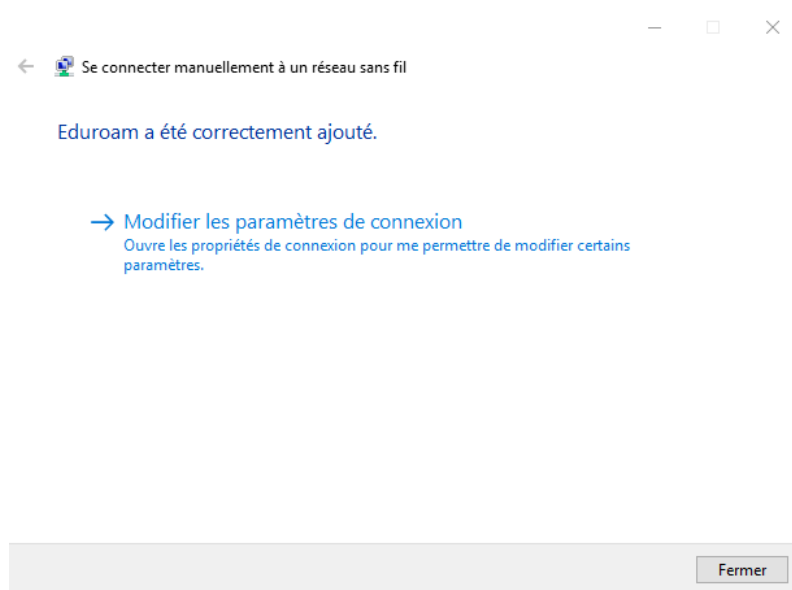 Se connecter manuellement à un réseau sans fil
Eduroam a été correctement ajouté.
Modifier les paramètres de connexion
Ouvre les propriétés de connexion pour me permettre de modifier certains
paramètres.
Fermer